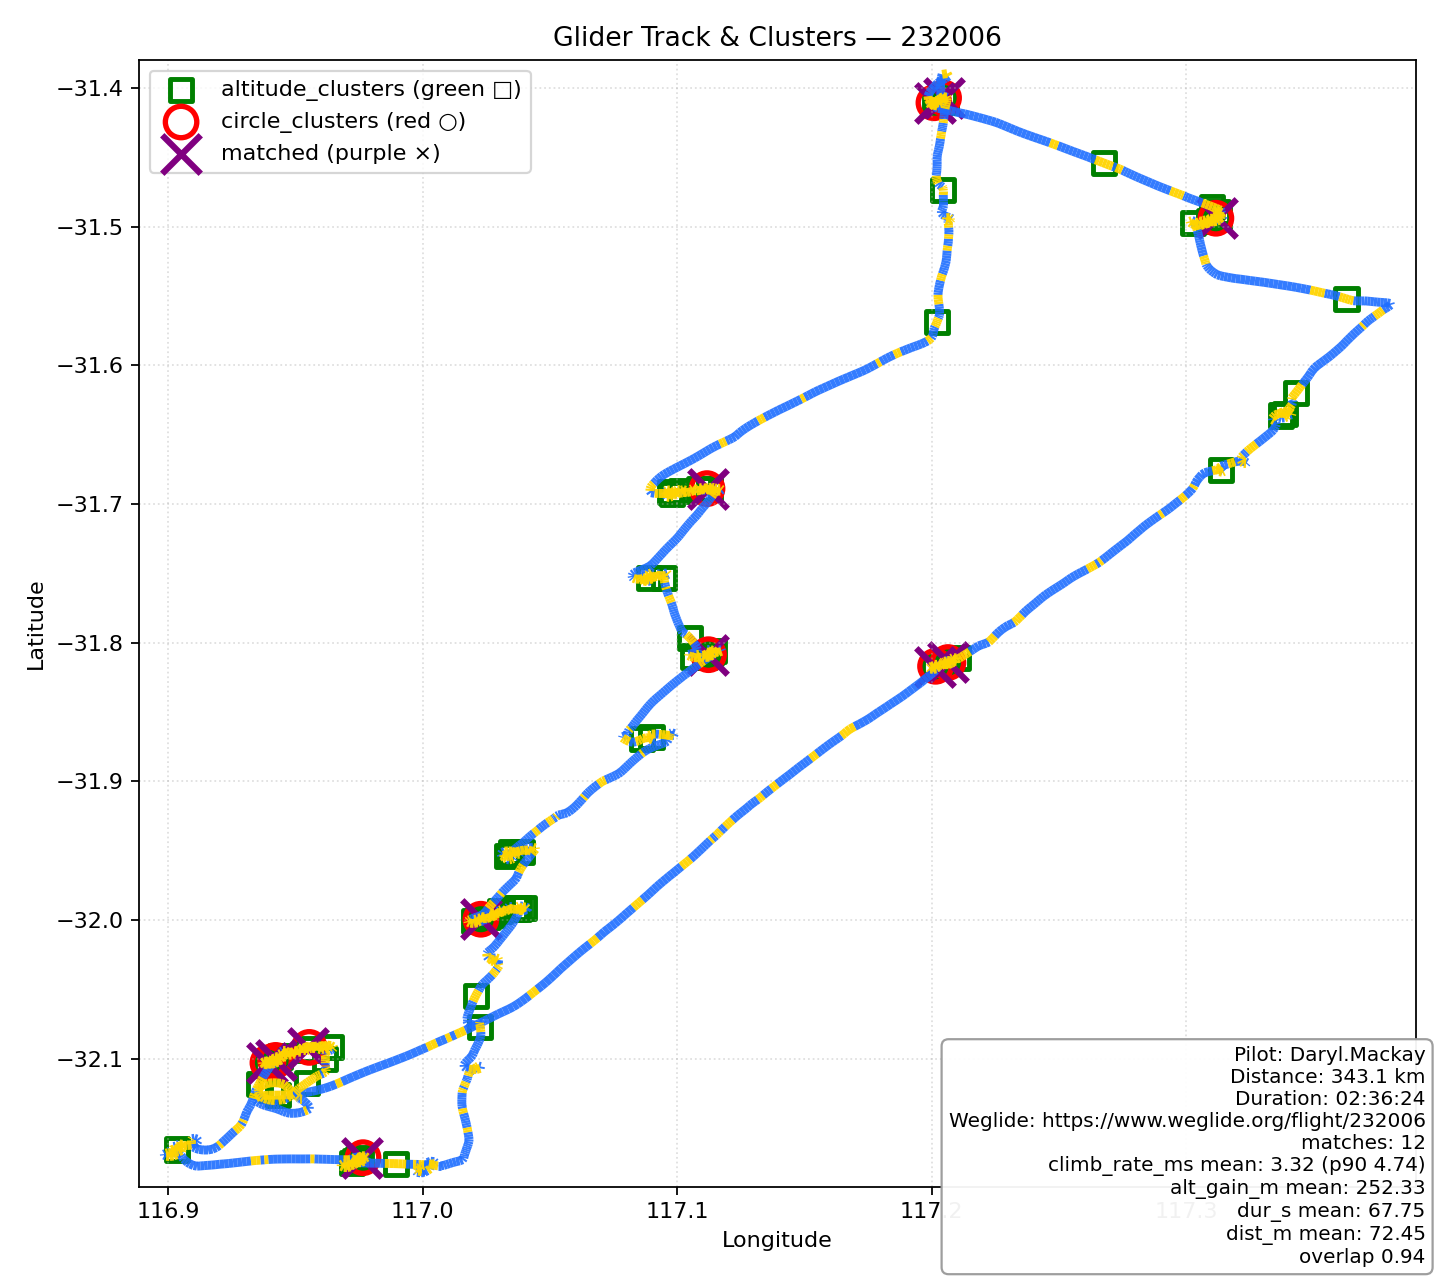 Glider Track & Clusters — 232006
altitude_clusters (green □)
circle_clusters (red ○)
matched (purple ×)
−31.4
−31.5
−31.6
−31.7
−31.8
−31.9
−32.0
−32.1
Latitude
116.9
117.0
117.1
117.2
117.3
Longitude
Pilot: Daryl.Mackay
Distance: 343.1 km
Duration: 02:36:24
Weglide: https://www.weglide.org/flight/232006
matches: 12
climb_rate_ms mean: 3.32 (p90 4.74)
alt_gain_m mean: 252.33
dur_s mean: 67.75
dist_m mean: 72.45
overlap 0.94